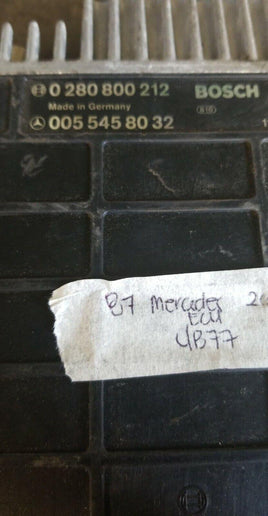 0 280 800 212 BOSCH
Made in Germany
005 545 80 32
87 Mercedes
ECU
4B77